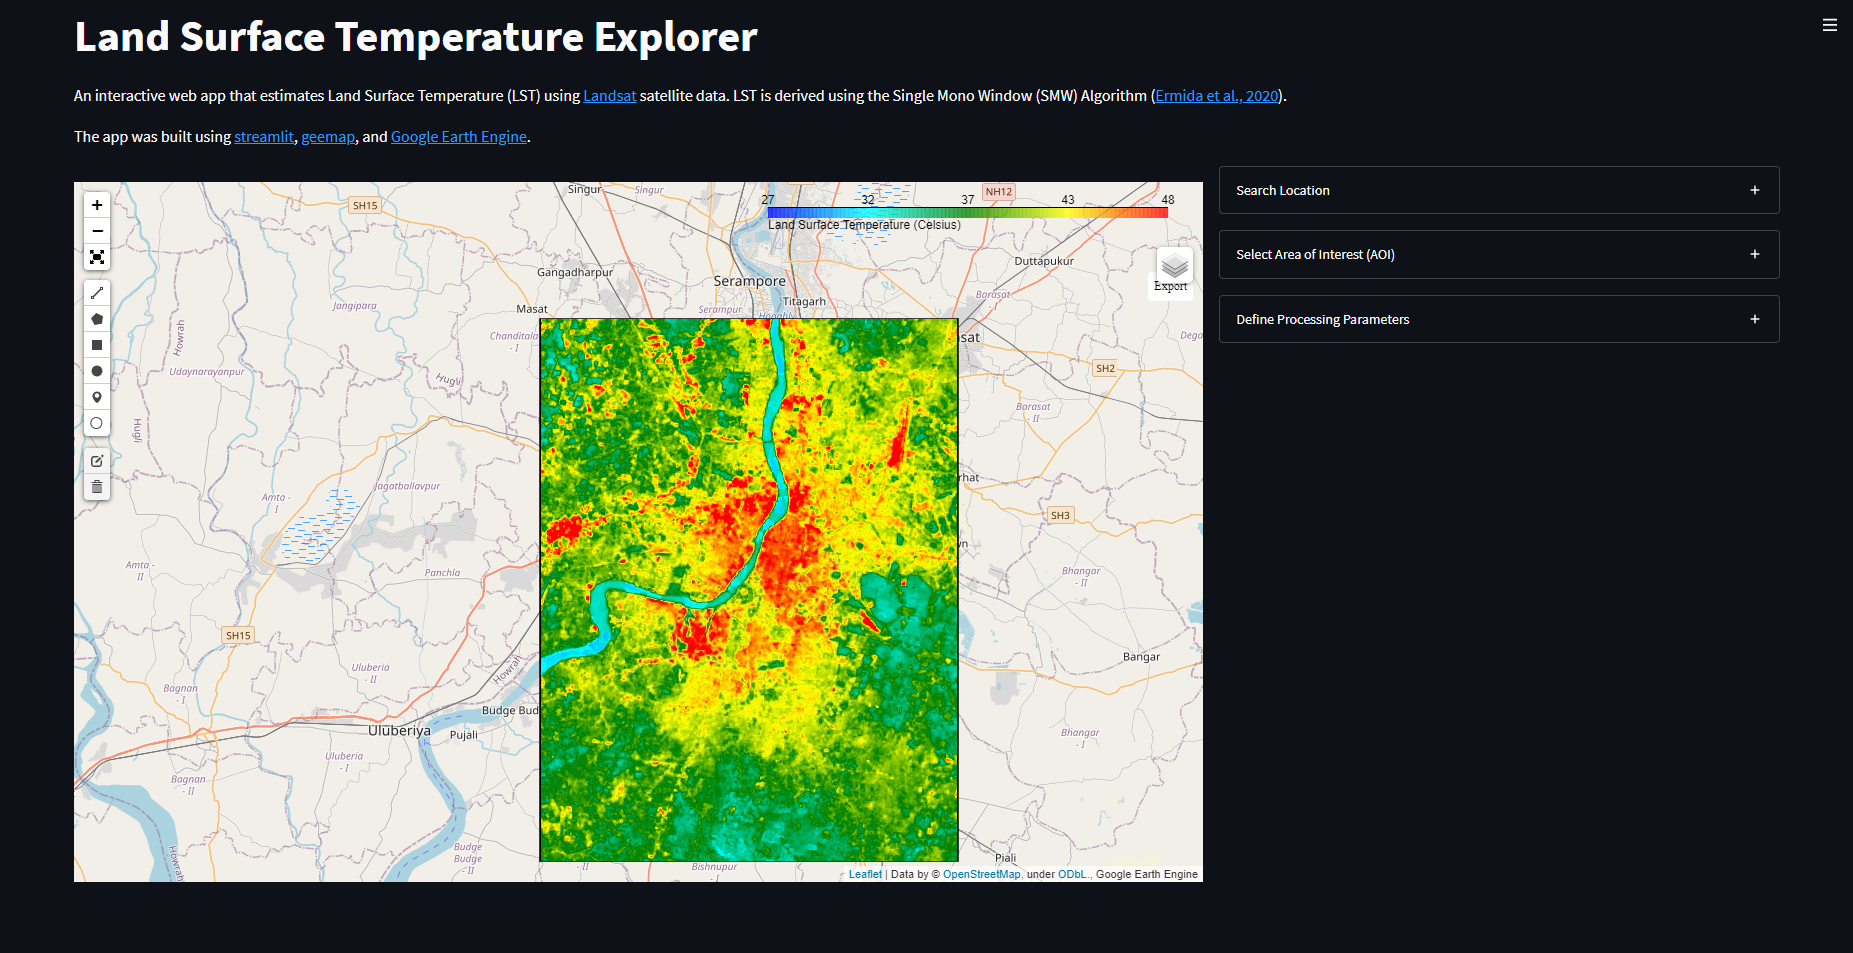 Land Surface Temperature Explorer
An interactive web app that estimates Land Surface Temperature (LST) using Landsat satellite data. LST is derived using the Single Mono Window (SMW) Algorithm (Ermida et al., 2020).
The app was built using streamlit, geemap, and Google Earth Engine.
Search Location
Select Area of Interest (AOI)
Define Processing Parameters
27 32 37 43 48
Land Surface Temperature (Celsius)
Export
Singur
Singur
SH15
NH12
Gangadharpur
Serampore
Duttapukur
Masat
Titagarh
Barasat
- I
Jangipara
Serampur
Hooghly
Chanditala
- I
sat
Dega
Howrah
Udaynarayanpur
Hugli
SH2
Barasat
- II
Hugli
rhat
Amta -
I
Jagatballavpur
SH3
wn
Amta -
II
Panchla
Bhangar
- II
SH15
Uluberia
- II
Howrah
Bangar
Bagnan
- I
Budge Bud
Uluberiya
Pujali
Bhangar
- I
Uluberia
- I
Bagnan
- II
Howrah
Budge
Budge
- II
- II
Bishnupur
- I
Piali
Leaflet | Data by © OpenStreetMap, under ODbL., Google Earth Engine